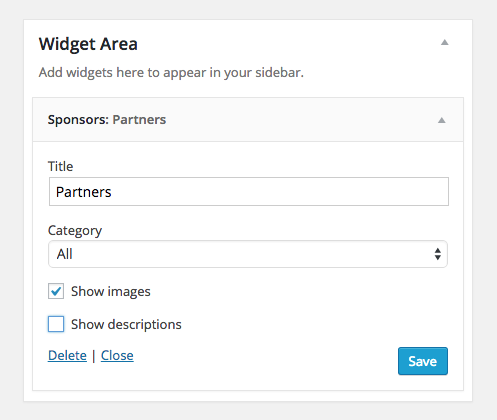 Widget Area
Add widgets here to appear in your sidebar.
Sponsors: Partners
Title
Partners
Category
All
Show images
Show descriptions
Delete | Close
Save